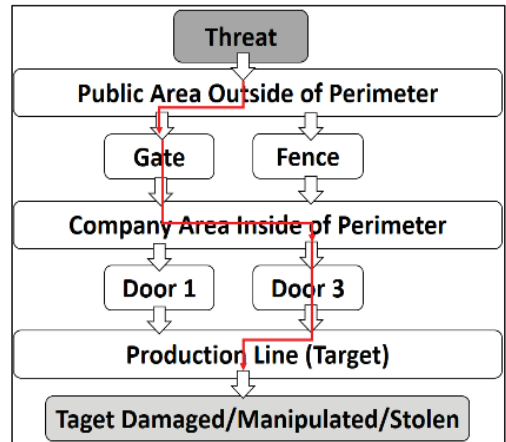 Threat
Public Area Outside of Perimeter
Gate Fence
Company Area Inside of Perimeter
Door 1 Door 3
Production Line (Target)
Taget Damaged/Manipulated/Stolen